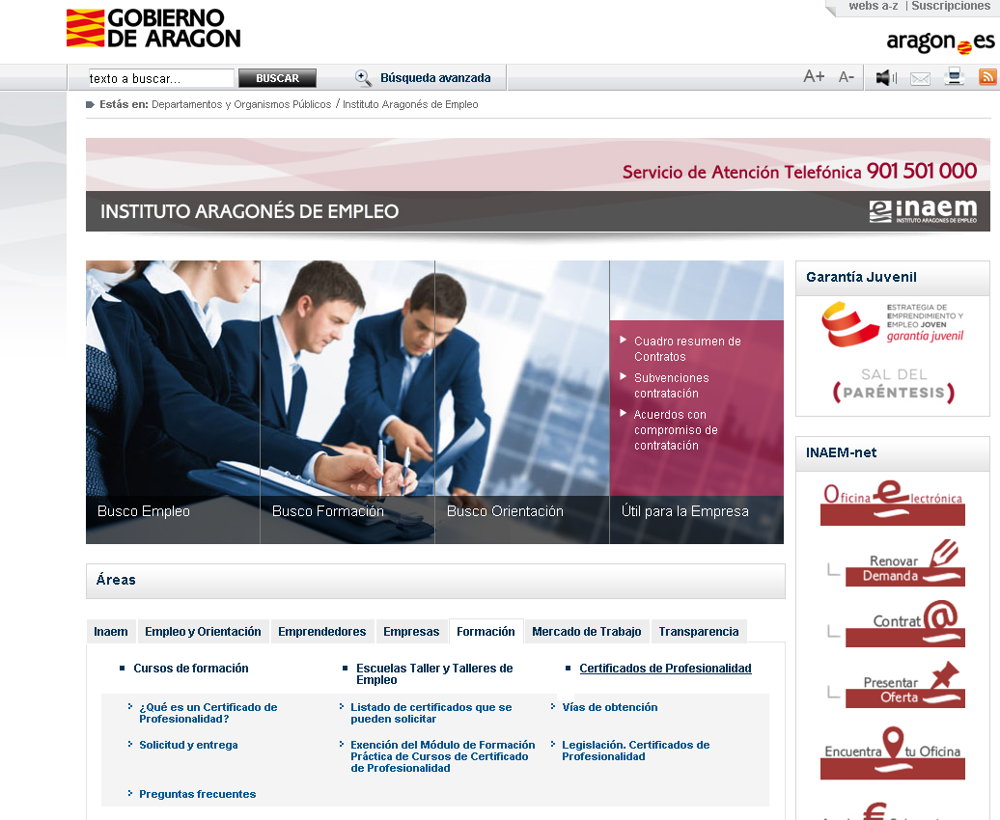 webs a-z | Suscripciones
GOBIERNO
DE ARAGON
aragon.es
texto a buscar...
BUSCAR
Búsqueda avanzada
A+
A-
Estás en: Departamentos y Organismos Públicos / Instituto Aragonés de Empleo
Servicio de Atención Telefónica 901 501 000
INSTITUTO ARAGONÉS DE EMPLEO
inaem
INSTITUTO ARAGONÉS DE EMPLEO
Cuadro resumen de
Contratos
Subvenciones
contratación
Acuerdos con
compromiso de
contratación
Busco Empleo
Busco Formación
Busco Orientación
Útil para la Empresa
Garantía Juvenil
ESTRATEGIA DE
EMPRENDIMIENTO Y
EMPLEO JOVEN
garantía juvenil
SAL DEL
(PARÉNTESIS)
INAEM-net
Oficina electrónica
Renovar
Demanda
Contrat@
Presentar
Oferta
Encuentra tu Oficina
Áreas
Inaem
Empleo y Orientación
Emprendedores
Empresas
Formación
Mercado de Trabajo
Transparencia
Cursos de formación
Escuelas Taller y Talleres de
Empleo
Certificados de Profesionalidad
¿Qué es un Certificado de
Profesionalidad?
Listado de certificados que se
pueden solicitar
Vías de obtención
Solicitud y entrega
Exención del Módulo de Formación
Práctica de Cursos de Certificado
de Profesionalidad
Legislación. Certificados de
Profesionalidad
Preguntas frecuentes